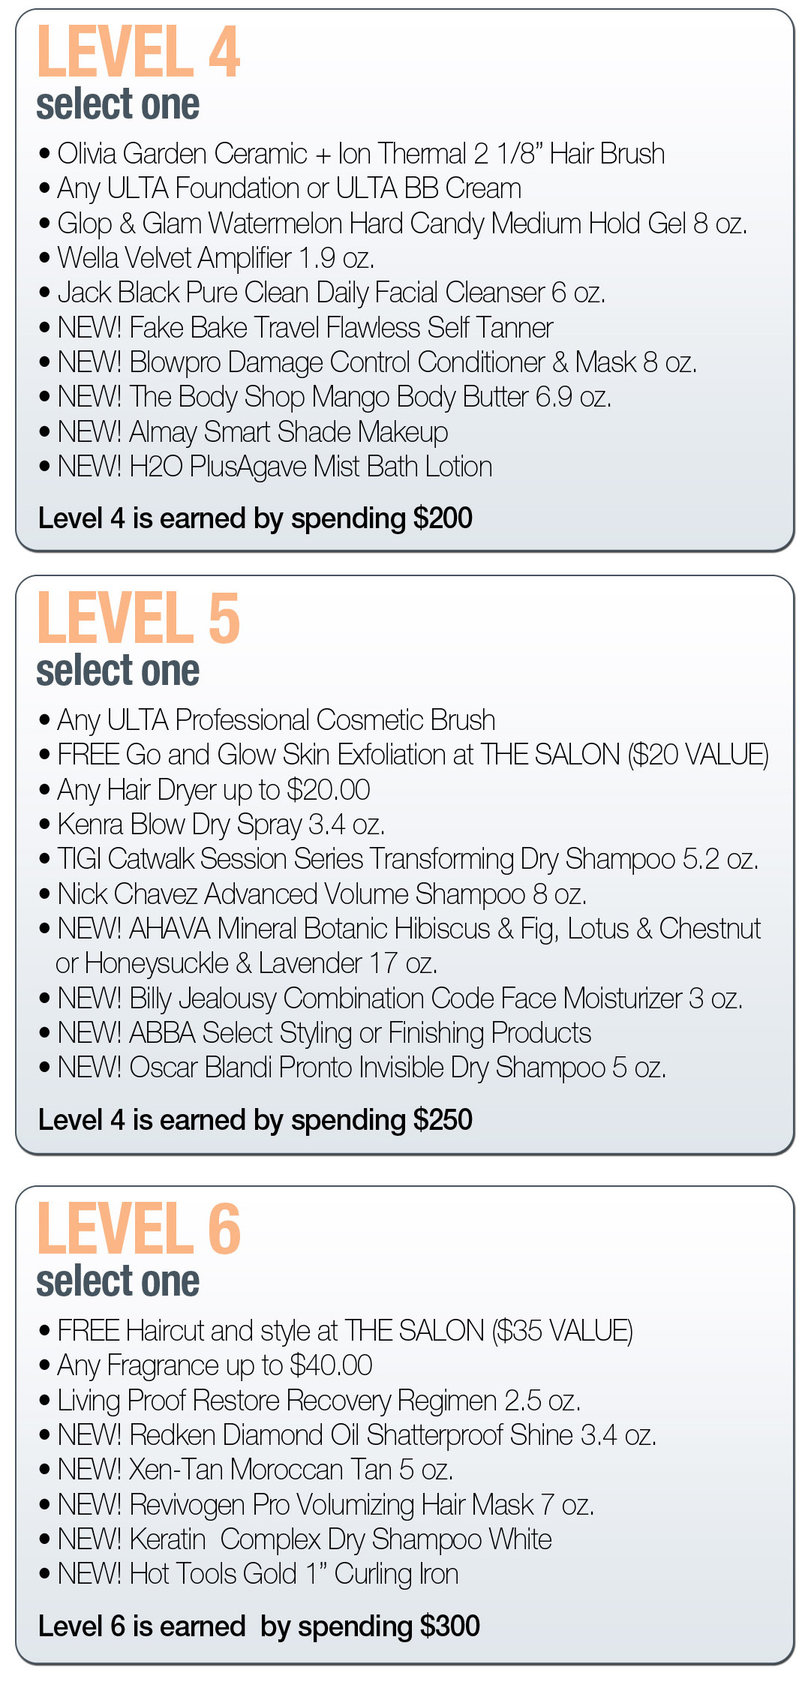 LEVEL 4
select one
• Olivia Garden Ceramic + Ion Thermal 2 1/8” Hair Brush
• Any ULTA Foundation or ULTA BB Cream
• Glop & Glam Watermelon Hard Candy Medium Hold Gel 8 oz.
• Wella Velvet Amplifier 1.9 oz.
• Jack Black Pure Clean Daily Facial Cleanser 6 oz.
• NEW! Fake Bake Travel Flawless Self Tanner
• NEW! Blowpro Damage Control Conditioner & Mask 8 oz.
• NEW! The Body Shop Mango Body Butter 6.9 oz.
• NEW! Almay Smart Shade Makeup
• NEW! H2O PlusAgave Mist Bath Lotion
Level 4 is earned by spending $200
LEVEL 5
select one
• Any ULTA Professional Cosmetic Brush
• FREE Go and Glow Skin Exfoliation at THE SALON ($20 VALUE)
• Any Hair Dryer up to $20.00
• Kenra Blow Dry Spray 3.4 oz.
• TIGI Catwalk Session Series Transforming Dry Shampoo 5.2 oz.
• Nick Chavez Advanced Volume Shampoo 8 oz.
• NEW! AHAVA Mineral Botanic Hibiscus & Fig, Lotus & Chestnut
or Honeysuckle & Lavender 17 oz.
• NEW! Billy Jealousy Combination Code Face Moisturizer 3 oz.
• NEW! ABBA Select Styling or Finishing Products
• NEW! Oscar Blandi Pronto Invisible Dry Shampoo 5 oz.
Level 4 is earned by spending $250
LEVEL 6
select one
• FREE Haircut and style at THE SALON ($35 VALUE)
• Any Fragrance up to $40.00
• Living Proof Restore Recovery Regimen 2.5 oz.
• NEW! Redken Diamond Oil Shatterproof Shine 3.4 oz.
• NEW! Xen-Tan Moroccan Tan 5 oz.
• NEW! Revivogen Pro Volumizing Hair Mask 7 oz.
• NEW! Keratin  Complex Dry Shampoo White
• NEW! Hot Tools Gold 1” Curling Iron
Level 6 is earned  by spending $300